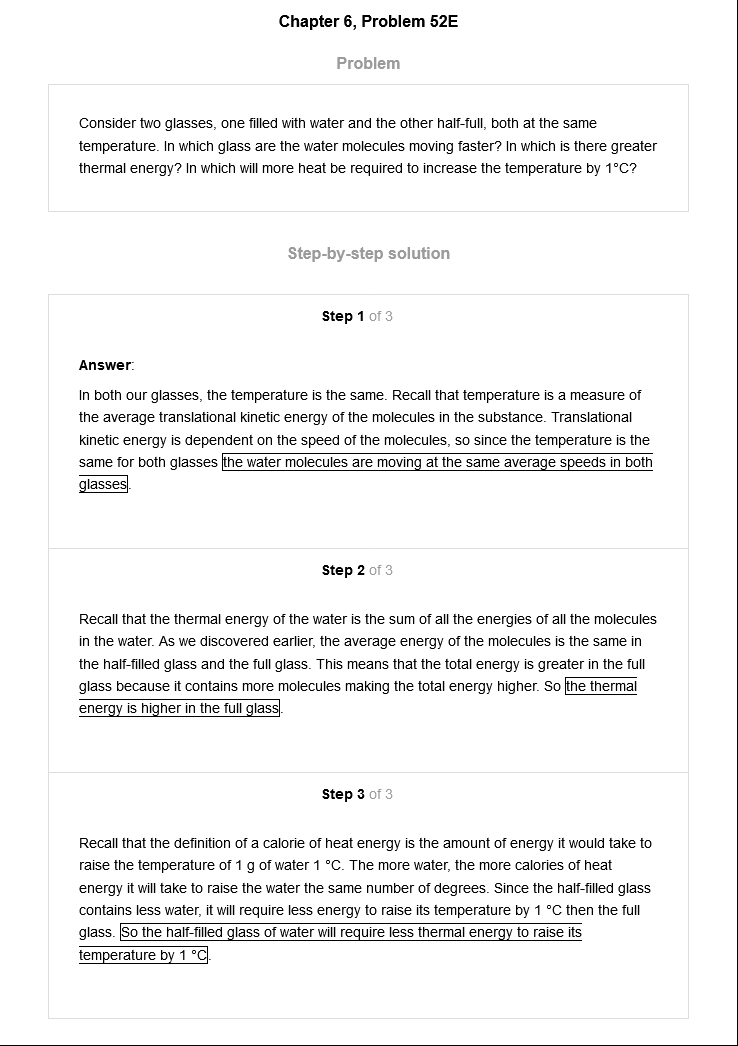 Chapter 6, Problem 52E
Problem
Consider two glasses, one filled with water and the other half-full, both at the same
temperature. In which glass are the water molecules moving faster? In which is there greater
thermal energy? In which will more heat be required to increase the temperature by 1°C?
Step-by-step solution
Step 1 of 3
Answer:
In both our glasses, the temperature is the same. Recall that temperature is a measure of
the average translational kinetic energy of the molecules in the substance. Translational
kinetic energy is dependent on the speed of the molecules, so since the temperature is the
same for both glasses the water molecules are moving at the same average speeds in both
glasses.
Step 2 of 3
Recall that the thermal energy of the water is the sum of all the energies of all the molecules
in the water. As we discovered earlier, the average energy of the molecules is the same in
the half-filled glass and the full glass. This means that the total energy is greater in the full
glass because it contains more molecules making the total energy higher. So the thermal
energy is higher in the full glass.
Step 3 of 3
Recall that the definition of a calorie of heat energy is the amount of energy it would take to
raise the temperature of 1 g of water 1 °C. The more water, the more calories of heat
energy it will take to raise the water the same number of degrees. Since the half-filled glass
contains less water, it will require less energy to raise its temperature by 1 °C then the full
glass. So the half-filled glass of water will require less thermal energy to raise its
temperature by 1 °C.